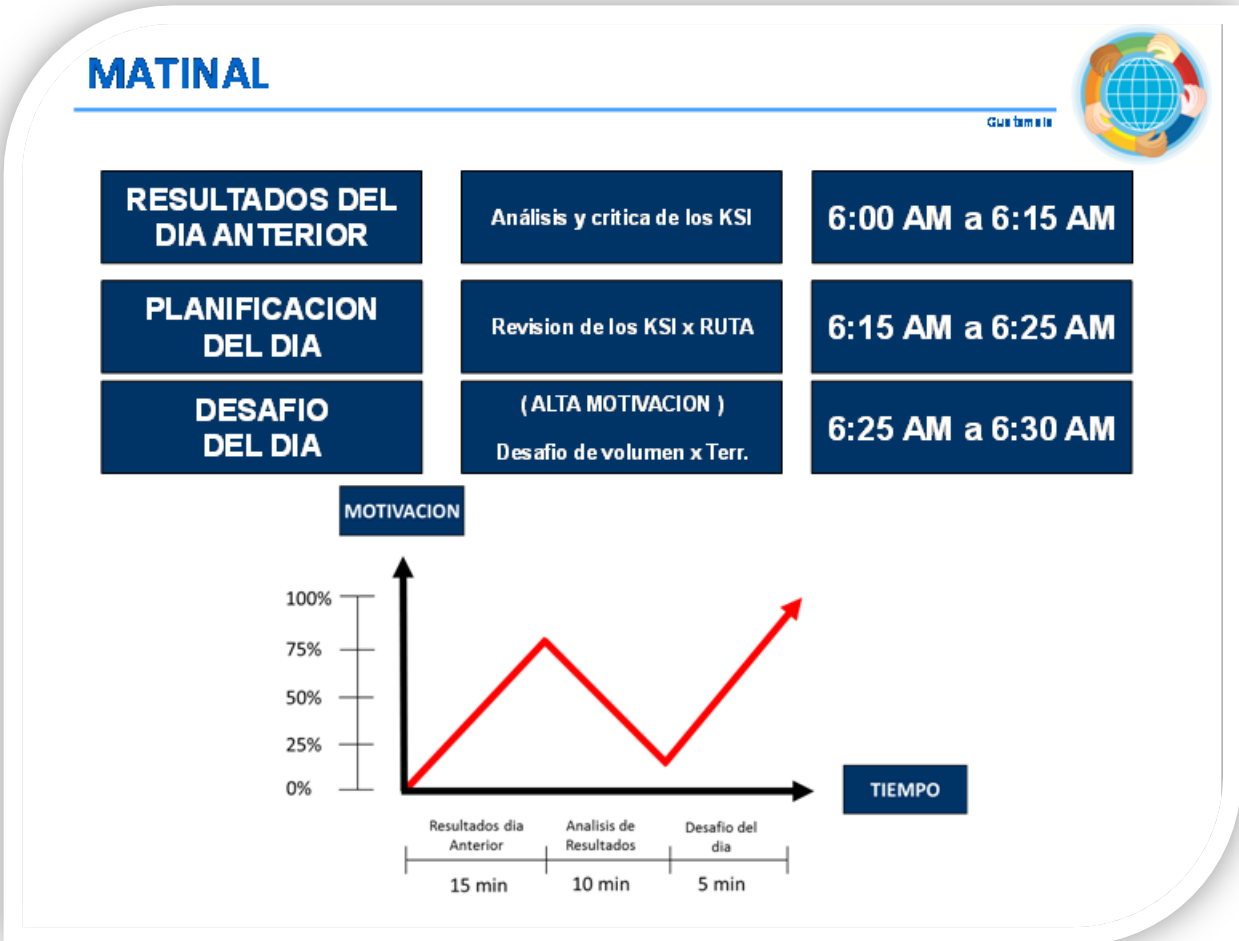 MATINAL
Guatemala
RESULTADOS DEL
DIA ANTERIOR
Análisis y critica de los KSI
6:00 AM a 6:15 AM
PLANIFICACION
DEL DIA
Revision de los KSI x RUTA
6:15 AM a 6:25 AM
DESAFIO
DEL DIA
( ALTA MOTIVACION )
Desafio de volumen x Terr.
6:25 AM a 6:30 AM
MOTIVACION
100%
75%
50%
25%
0%
TIEMPO
Resultados dia
Anterior
Analisis de
Resultados
Desafio del
dia
15 min
10 min
5 min